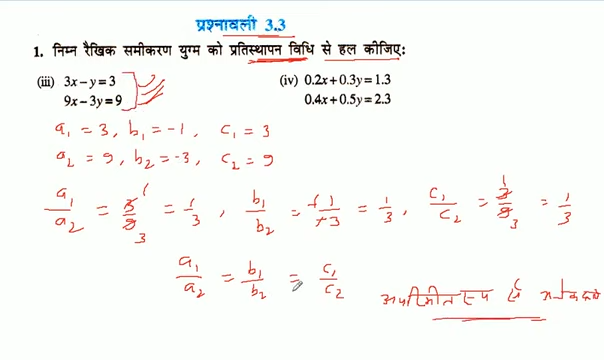 प्रश्नावली 3.3
1. निम्न रैखिक समीकरण युग्म को प्रतिस्थापन विधि से हल कीजिए:
(iii) 3x – y = 3 (iv) 0.2x + 0.3y = 1.3
9x – 3y = 9 0.4x + 0.5y = 2.3
a₁ = 3, b₁ = -1, c₁ = 3
a₂ = 9, b₂ = -3, c₂ = 9
a₁/a₂ = 3/9 = 1/3, b₁/b₂ = -1/-3 = 1/3, c₁/c₂ = 3/9 = 1/3
a₁/a₂ = b₁/b₂ = c₁/c₂
अपरिमित रूप से